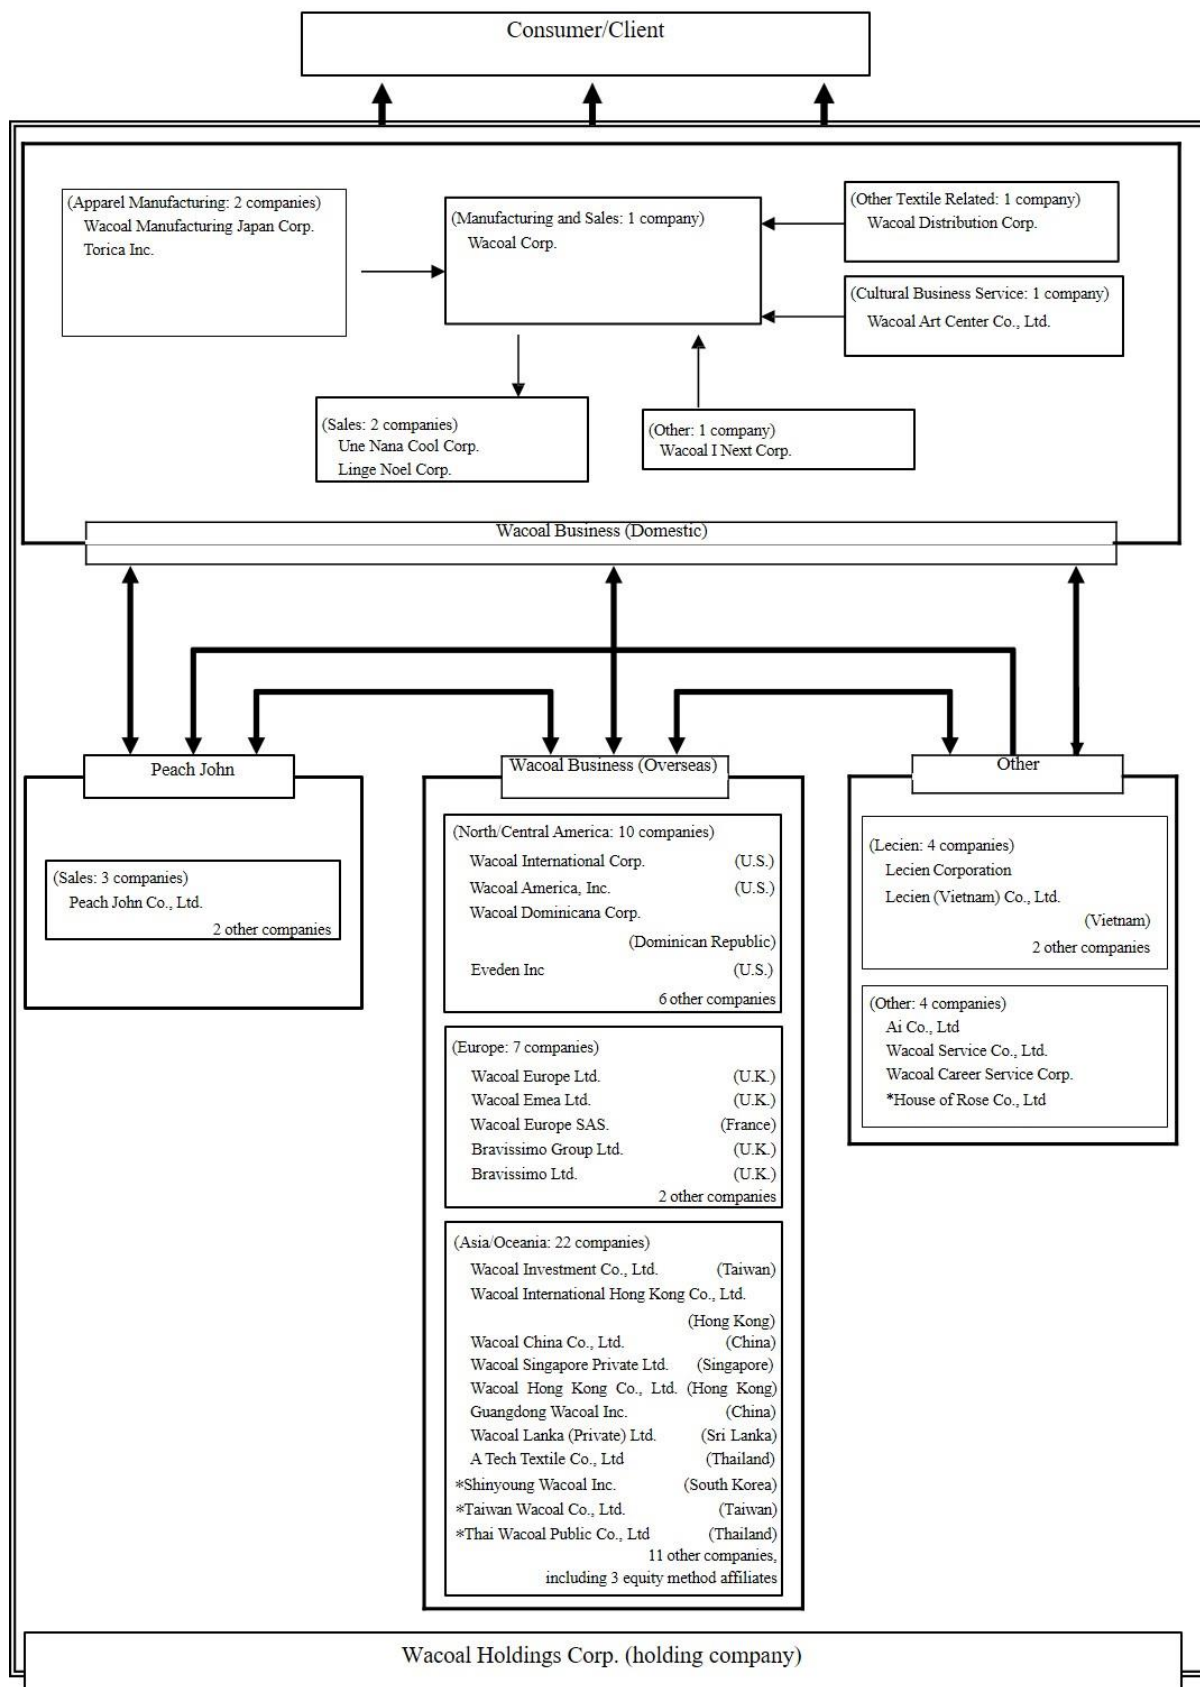 Consumer/Client
(Apparel Manufacturing: 2 companies)
Wacoal Manufacturing Japan Corp.
Torica Inc.
(Manufacturing and Sales: 1 company)
Wacoal Corp.
(Other Textile Related: 1 company)
Wacoal Distribution Corp.
(Cultural Business Service: 1 company)
Wacoal Art Center Co., Ltd.
(Sales: 2 companies)
Une Nana Cool Corp.
Linge Noel Corp.
(Other: 1 company)
Wacoal I Next Corp.
Wacoal Business (Domestic)
Peach John
(Sales: 3 companies)
Peach John Co., Ltd.
2 other companies
Wacoal Business (Overseas)
(North/Central America: 10 companies)
Wacoal International Corp. (U.S.)
Wacoal America, Inc. (U.S.)
Wacoal Dominicana Corp.
(Dominican Republic)
Eveden Inc (U.S.)
6 other companies
(Europe: 7 companies)
Wacoal Europe Ltd. (U.K.)
Wacoal Emea Ltd. (U.K.)
Wacoal Europe SAS. (France)
Bravissimo Group Ltd. (U.K.)
Bravissimo Ltd. (U.K.)
2 other companies
(Asia/Oceania: 22 companies)
Wacoal Investment Co., Ltd. (Taiwan)
Wacoal International Hong Kong Co., Ltd.
(Hong Kong)
Wacoal China Co., Ltd. (China)
Wacoal Singapore Private Ltd. (Singapore)
Wacoal Hong Kong Co., Ltd. (Hong Kong)
Guangdong Wacoal Inc. (China)
Wacoal Lanka (Private) Ltd. (Sri Lanka)
A Tech Textile Co., Ltd (Thailand)
*Shinyoung Wacoal Inc. (South Korea)
*Taiwan Wacoal Co., Ltd. (Taiwan)
*Thai Wacoal Public Co., Ltd (Thailand)
11 other companies,
including 3 equity method affiliates
Other
(Lecien: 4 companies)
Lecien Corporation
Lecien (Vietnam) Co., Ltd.
(Vietnam)
2 other companies
(Other: 4 companies)
Ai Co., Ltd
Wacoal Service Co., Ltd.
Wacoal Career Service Corp.
*House of Rose Co., Ltd
Wacoal Holdings Corp. (holding company)